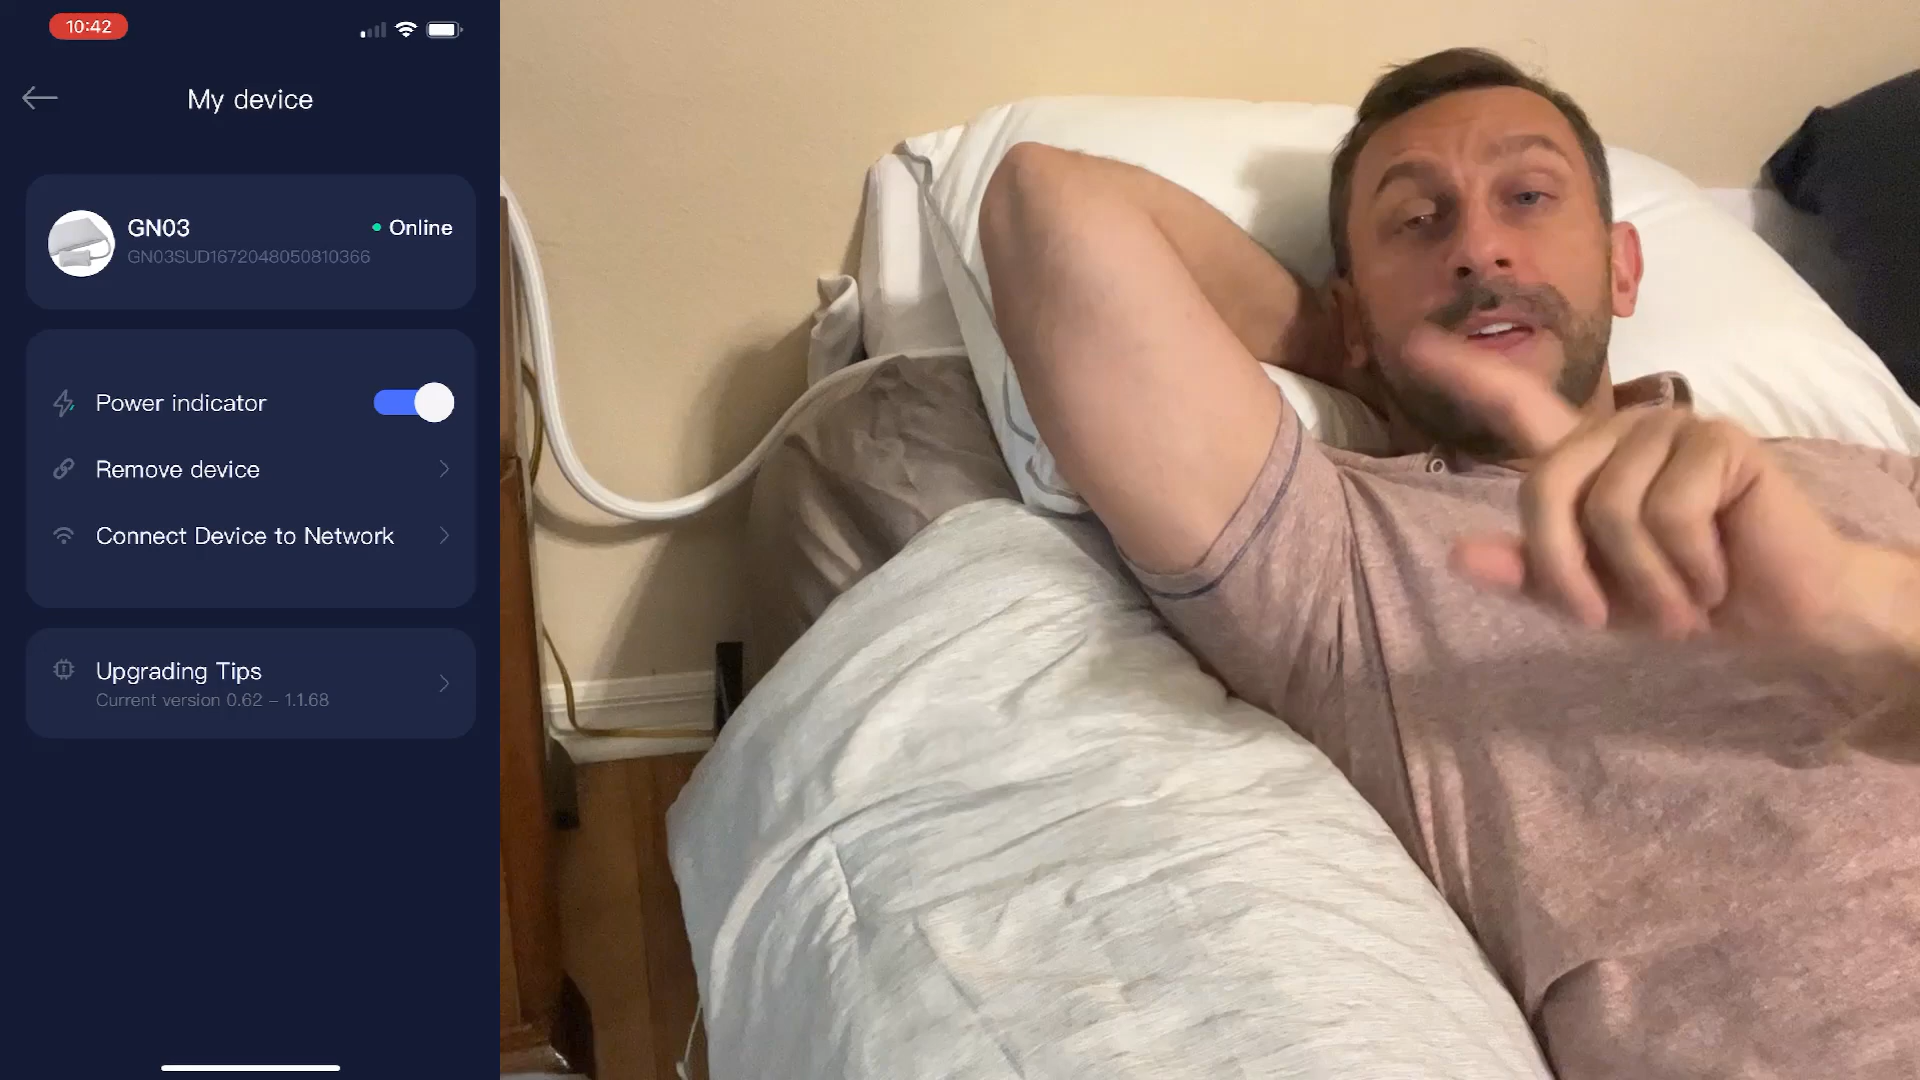 10:42
My device
GN03
Online
GN03SUD1672048050810366
Power indicator
Remove device
Connect Device to Network
Upgrading Tips
Current version 0.62 – 1.1.68